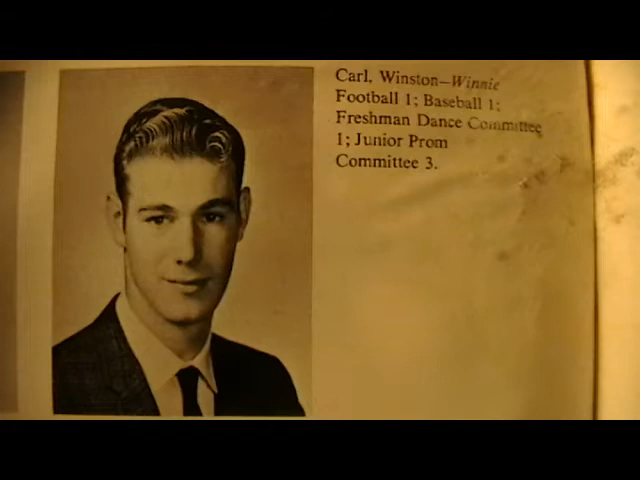 Carl, Winston–Winnie
Football 1; Baseball 1;
Freshman Dance Committee
1; Junior Prom
Committee 3.